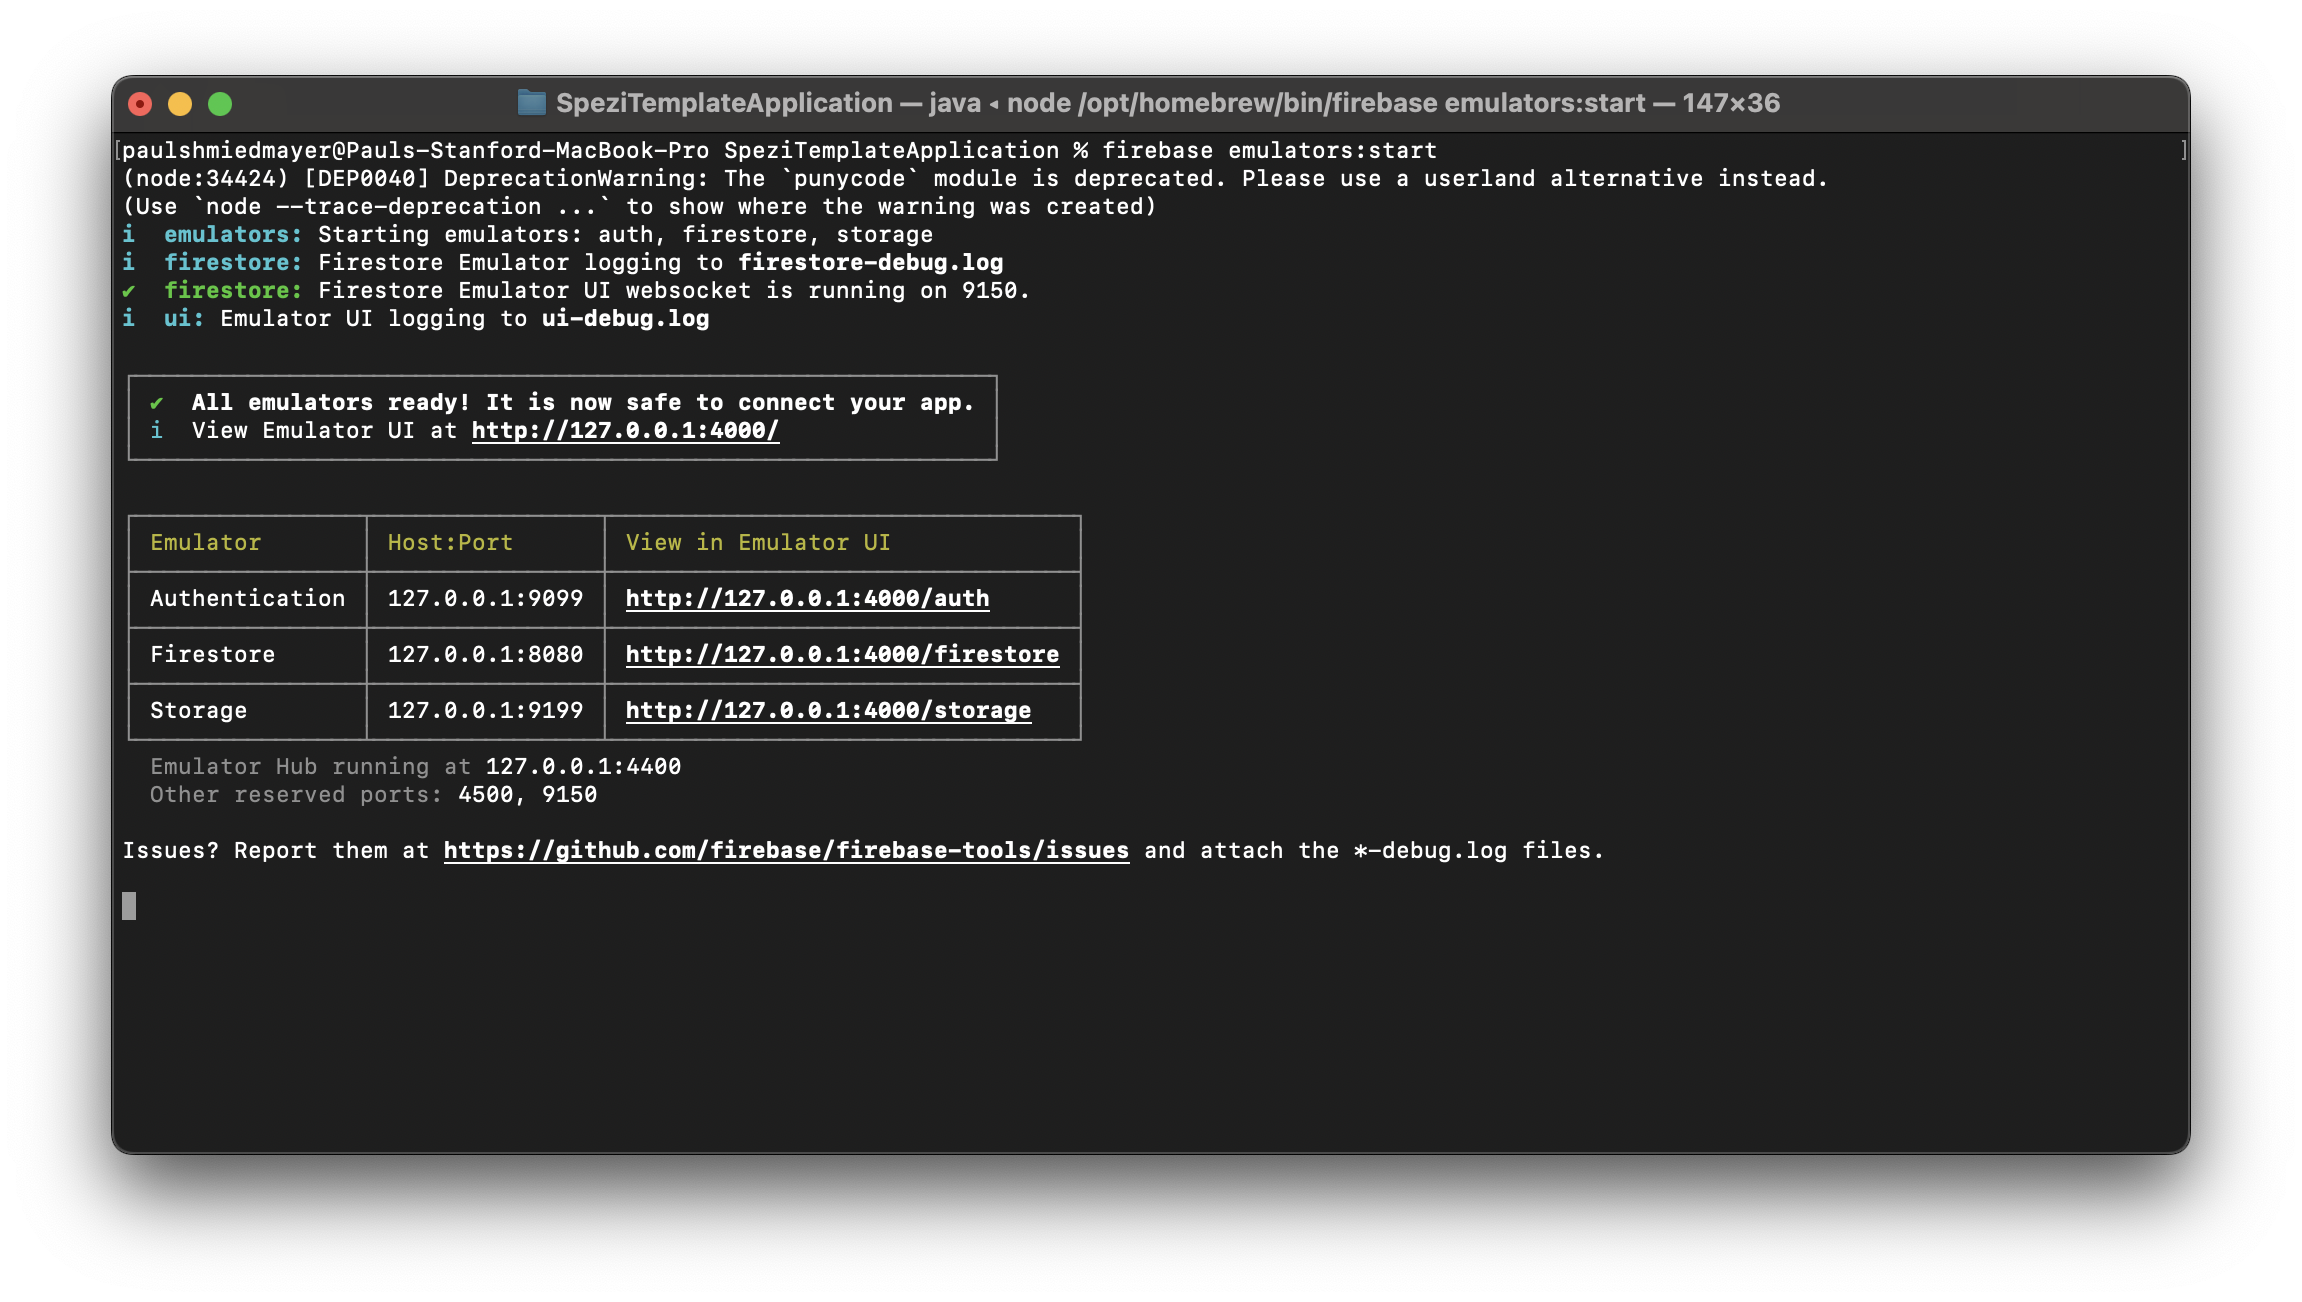 SpeziTemplateApplication — java ◂ node /opt/homebrew/bin/firebase emulators:start — 147×36
[paulshmiedmayer@Pauls-Stanford-MacBook-Pro SpeziTemplateApplication % firebase emulators:start ]
(node:34424) [DEP0040] DeprecationWarning: The `punycode` module is deprecated. Please use a userland alternative instead.
(Use `node --trace-deprecation ...` to show where the warning was created)
i  emulators: Starting emulators: auth, firestore, storage
i  firestore: Firestore Emulator logging to firestore-debug.log
✔  firestore: Firestore Emulator UI websocket is running on 9150.
i  ui: Emulator UI logging to ui-debug.log
✔  All emulators ready! It is now safe to connect your app.
i  View Emulator UI at http://127.0.0.1:4000/
Emulator Host:Port View in Emulator UI
Authentication 127.0.0.1:9099 http://127.0.0.1:4000/auth
Firestore 127.0.0.1:8080 http://127.0.0.1:4000/firestore
Storage 127.0.0.1:9199 http://127.0.0.1:4000/storage
Emulator Hub running at 127.0.0.1:4400
Other reserved ports: 4500, 9150
Issues? Report them at https://github.com/firebase/firebase-tools/issues and attach the *-debug.log files.